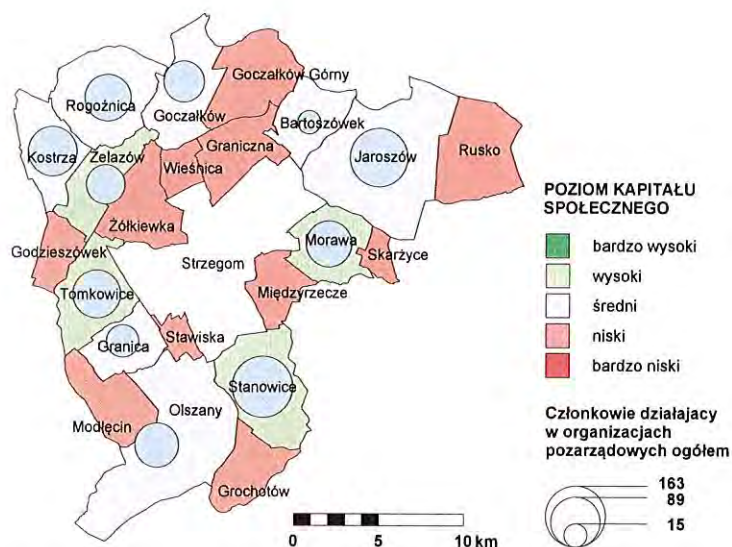 Goczałków Górny
Rogoźnica
Goczałków
Bartoszówek
Kostrza
Żelazów
Wieśnica
Graniczna
Jaroszów
Rusko
Żółkiewka
Godzieszówek
Morawa
Skarżyce
Strzegom
Tomkowice
Międzyrzecze
Granica
Stawiska
Stanowice
Olszany
Modlęcin
Grochotów
0 5 10 km
POZIOM KAPITAŁU
SPOŁECZNEGO
bardzo wysoki
wysoki
średni
niski
bardzo niski
Członkowie działajacy
w organizacjach
pozarządowych ogółem
163
89
15